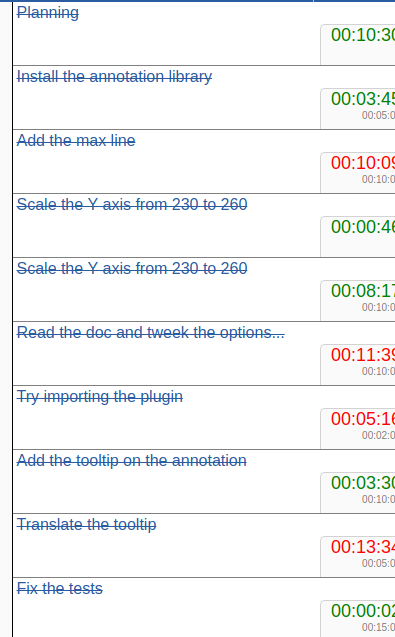 Planning
00:10:30
Install the annotation library
00:03:45
00:05:0
Add the max line
00:10:09
00:10:0
Scale the Y axis from 230 to 260
00:00:46
Scale the Y axis from 230 to 260
00:08:17
00:10:0
Read the doc and tweek the options...
00:11:39
00:10:0
Try importing the plugin
00:05:16
00:02:0
Add the tooltip on the annotation
00:03:30
00:10:0
Translate the tooltip
00:13:34
00:05:0
Fix the tests
00:00:02
00:15:0